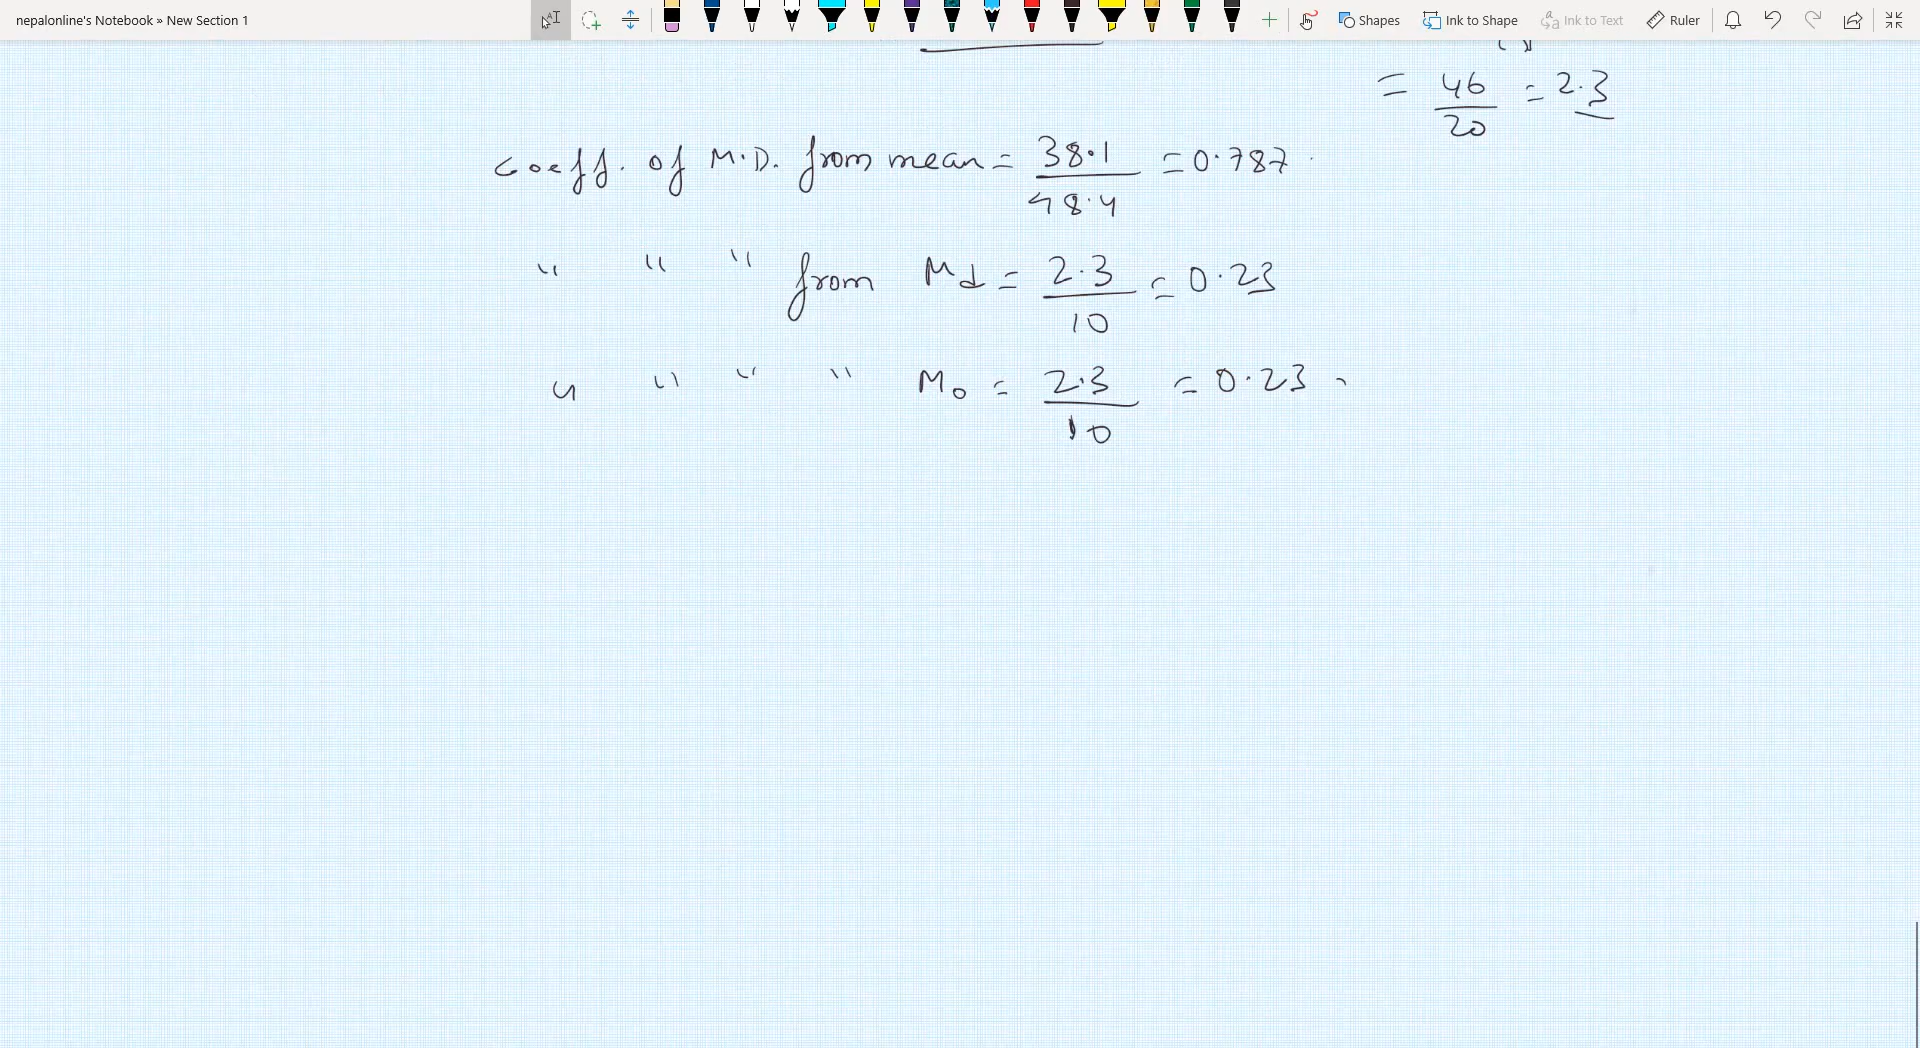 nepalonline's Notebook » New Section 1
Shapes
Ink to Shape
Ink to Text
Ruler
= 46/20 = 2.3
Coeff. of M.D. from mean = 38.1/48.4 = 0.787
" " " from Md = 2.3/10 = 0.23
" " " " Mo = 2.3/10 = 0.23